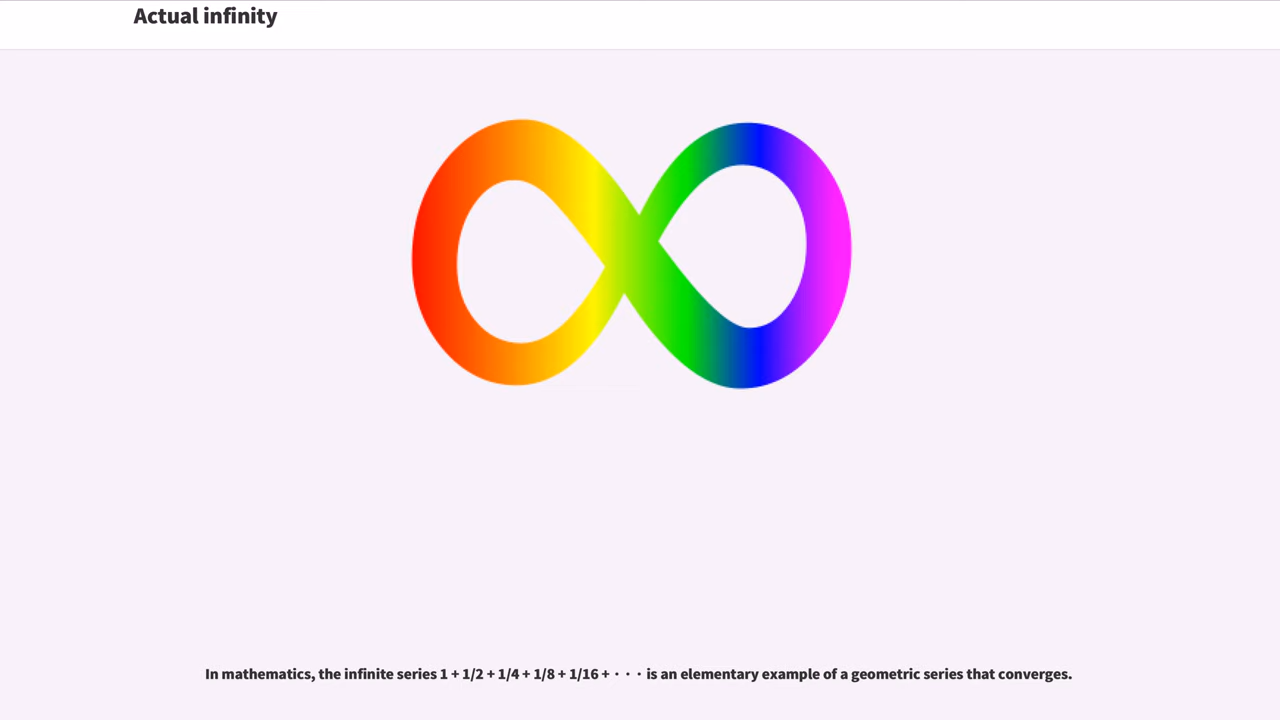 Actual infinity
In mathematics, the infinite series 1 + 1/2 + 1/4 + 1/8 + 1/16 + · · · is an elementary example of a geometric series that converges.